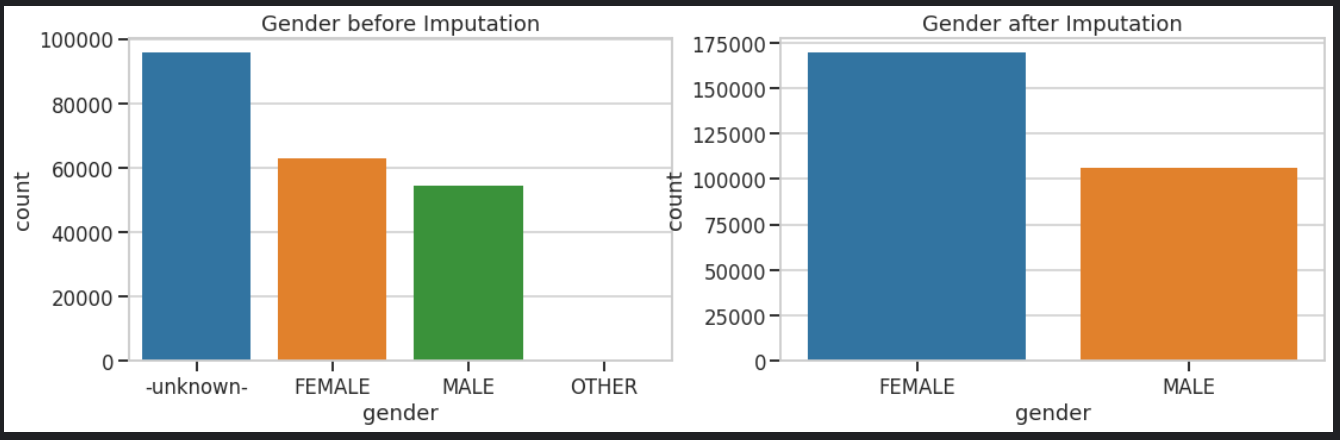 Gender before Imputation
100000
80000
60000
40000
20000
0
count
-unknown-
FEMALE
MALE
OTHER
gender
Gender after Imputation
175000
150000
125000
100000
75000
50000
25000
0
count
FEMALE
MALE
gender